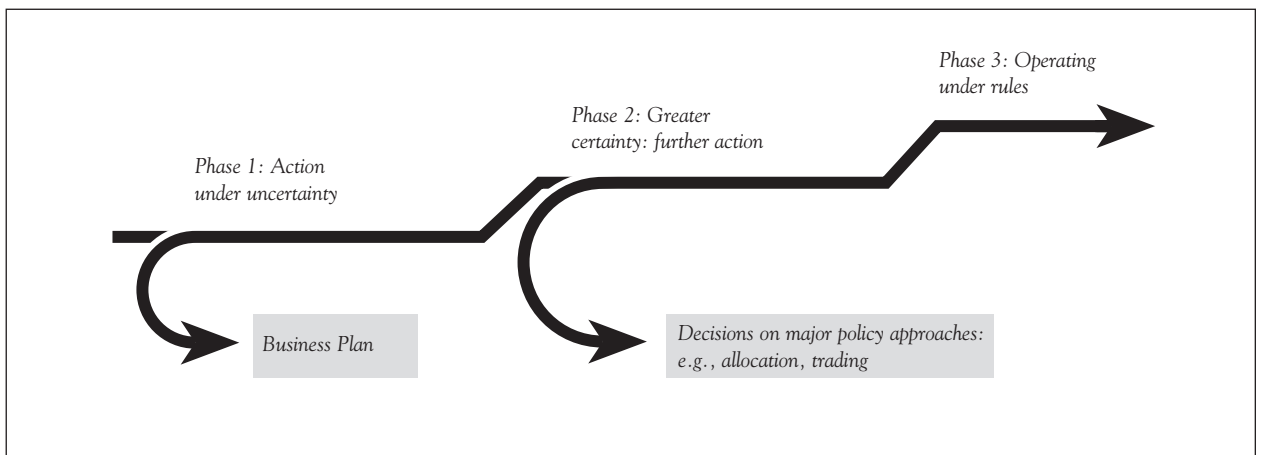 Phase 1: Action
under uncertainty
Phase 2: Greater
certainty: further action
Phase 3: Operating
under rules
Business Plan
Decisions on major policy approaches:
e.g., allocation, trading